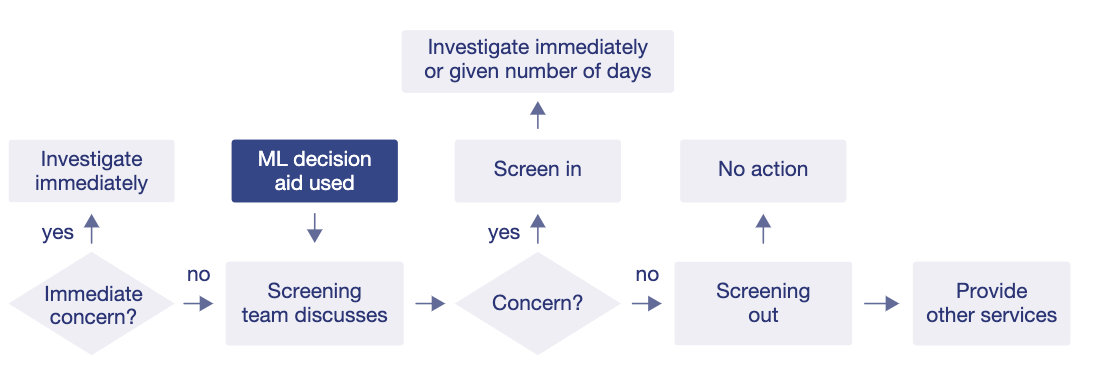 Investigate immediately
or given number of days
Investigate
immediately
ML decision
aid used
Screen in
No action
yes
yes
Immediate
concern?
no
Screening
team discusses
Concern?
no
Screening
out
Provide
other services